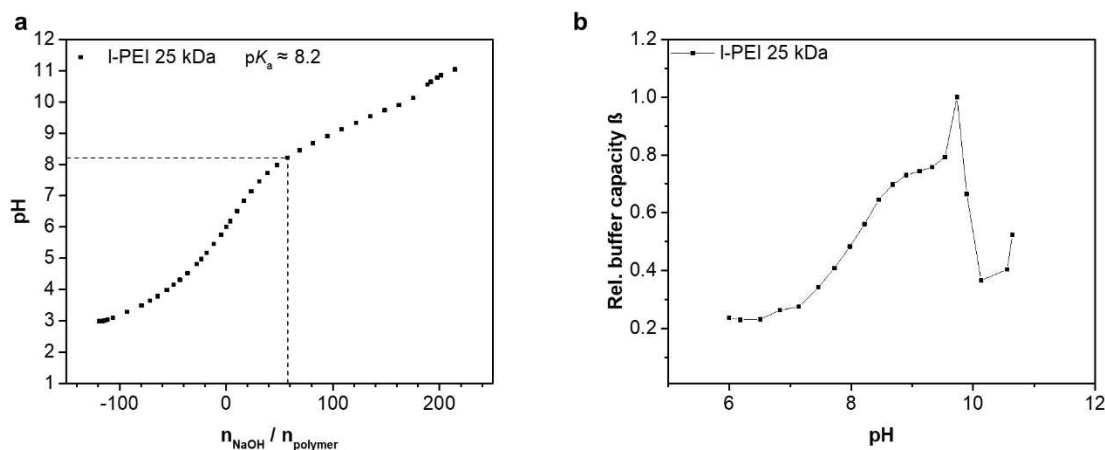 a
l-PEI 25 kDa pKa ≈ 8.2
12
11
10
9
8
7
6
5
4
3
2
1
pH
-100 0 100 200
nNaOH / npolymer
b
l-PEI 25 kDa
1.0
0.8
0.6
0.4
0.2
Rel. buffer capacity ß
6 8 10 12
pH